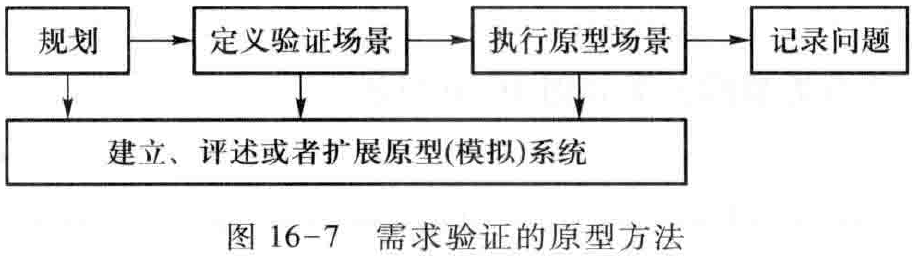 规划 定义验证场景 执行原型场景 记录问题
建立、评述或者扩展原型(模拟)系统
图 16-7 需求验证的原型方法